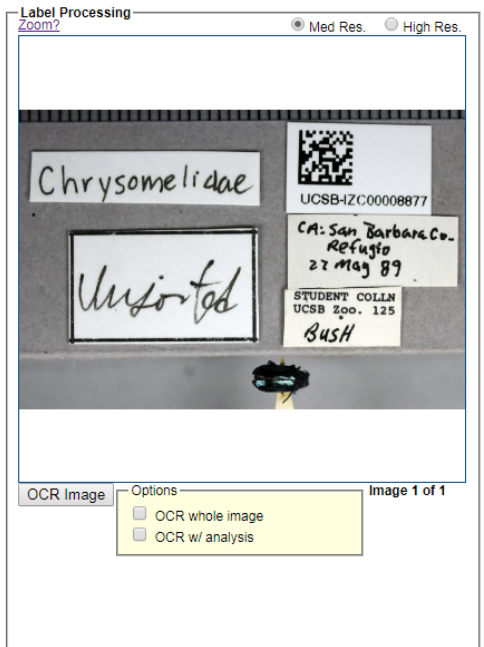 Label Processing
Zoom?
Med Res.
High Res.
Chrysomelidae
UCSB-IZC00008877
CA: San Barbara Co.
Refugio
22 May 89
Unsorted
STUDENT COLLN
UCSB Zoo. 125
BUSH
OCR Image
Options
Image 1 of 1
OCR whole image
OCR w/ analysis